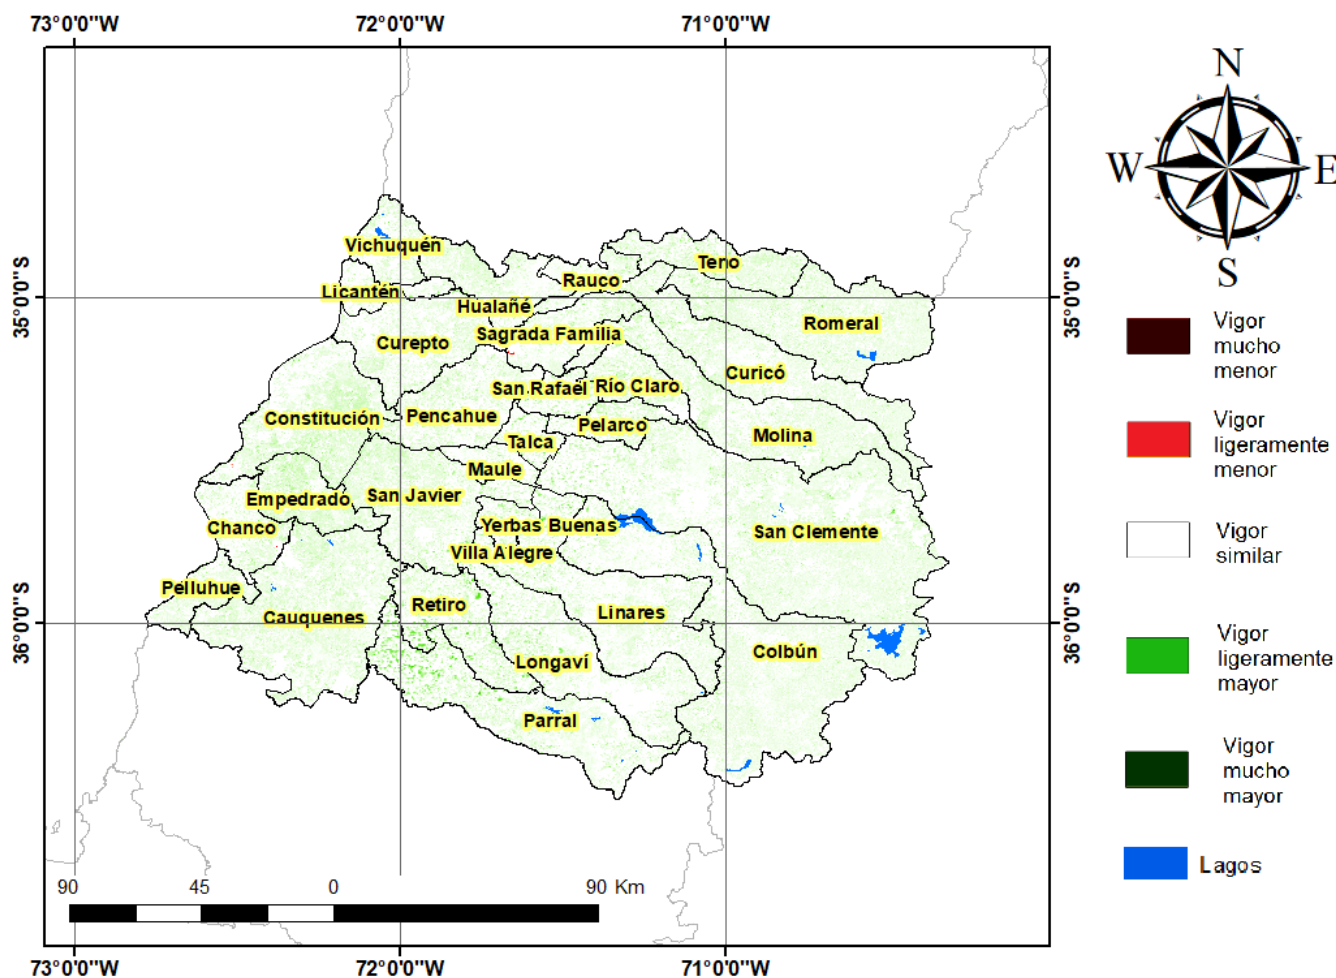 73°0'0"W 72°0'0"W 71°0'0"W
N
W E
S
35°0'0"S
35°0'0"S
36°0'0"S
36°0'0"S
Vichuquén
Teno
Rauco
Licantén
Hualañé
Romeral
Sagrada Familia
Curepto
Curicó
San Rafael
Río Claro
Constitución
Pencahue
Pelarco
Molina
Talca
Maule
San Javier
Empedrado
Chanco
Yerbas Buenas
San Clemente
Villa Alegre
Pelluhue
Retiro
Linares
Cauquenes
Colbún
Longaví
Parral
90 45 0 90 Km
73°0'0"W 72°0'0"W 71°0'0"W
Vigor
mucho
menor
Vigor
ligeramente
menor
Vigor
similar
Vigor
ligeramente
mayor
Vigor
mucho
mayor
Lagos